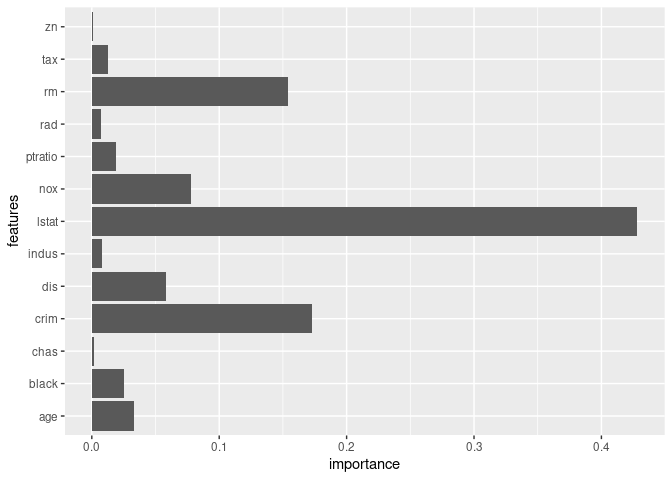 zn
tax
rm
rad
ptratio
nox
lstat
indus
dis
crim
chas
black
age
features
0.0 0.1 0.2 0.3 0.4
importance